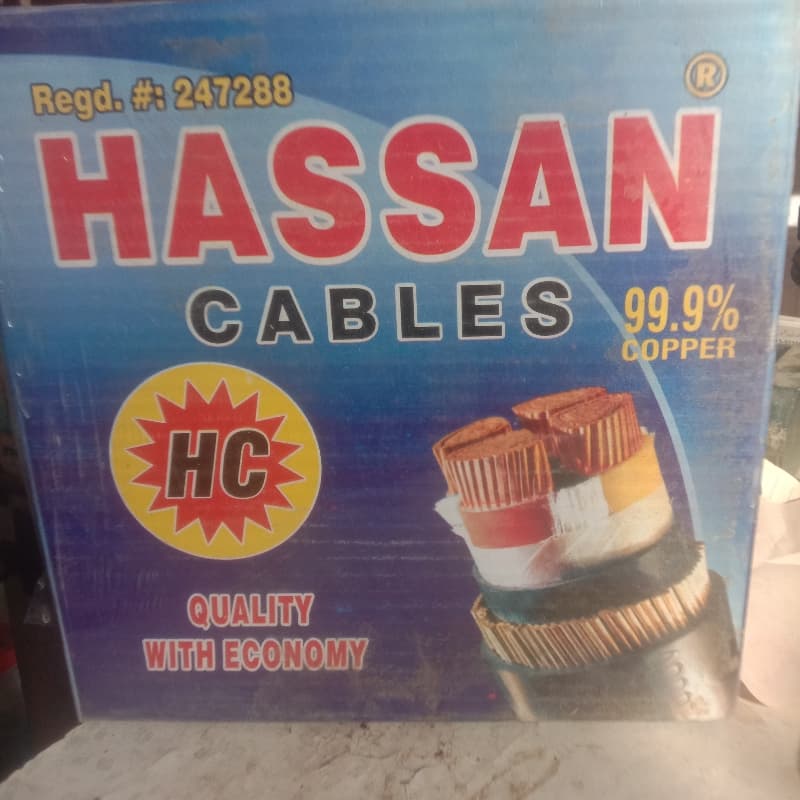 Regd. #: 247288
®
HASSAN
CABLES
99.9%
COPPER
HC
QUALITY
WITH ECONOMY